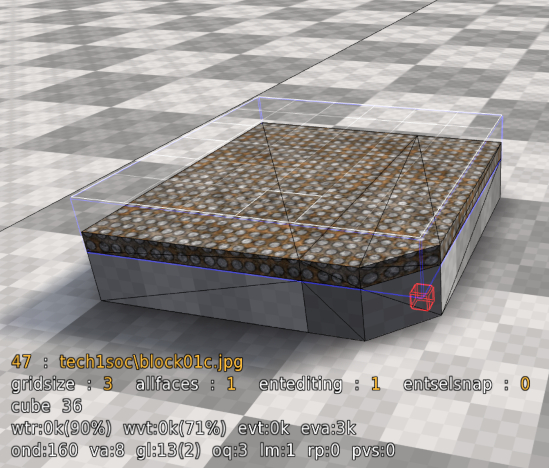 47 : tech1soc\block01c.jpg
gridsize : 3 allfaces : 1 entediting : 1 entselsnap : 0
cube 36
wtr:0k(90%) wvt:0k(71%) evt:0k eva:3k
ond:160 va:8 gl:13(2) oq:3 lm:1 rp:0 pvs:0